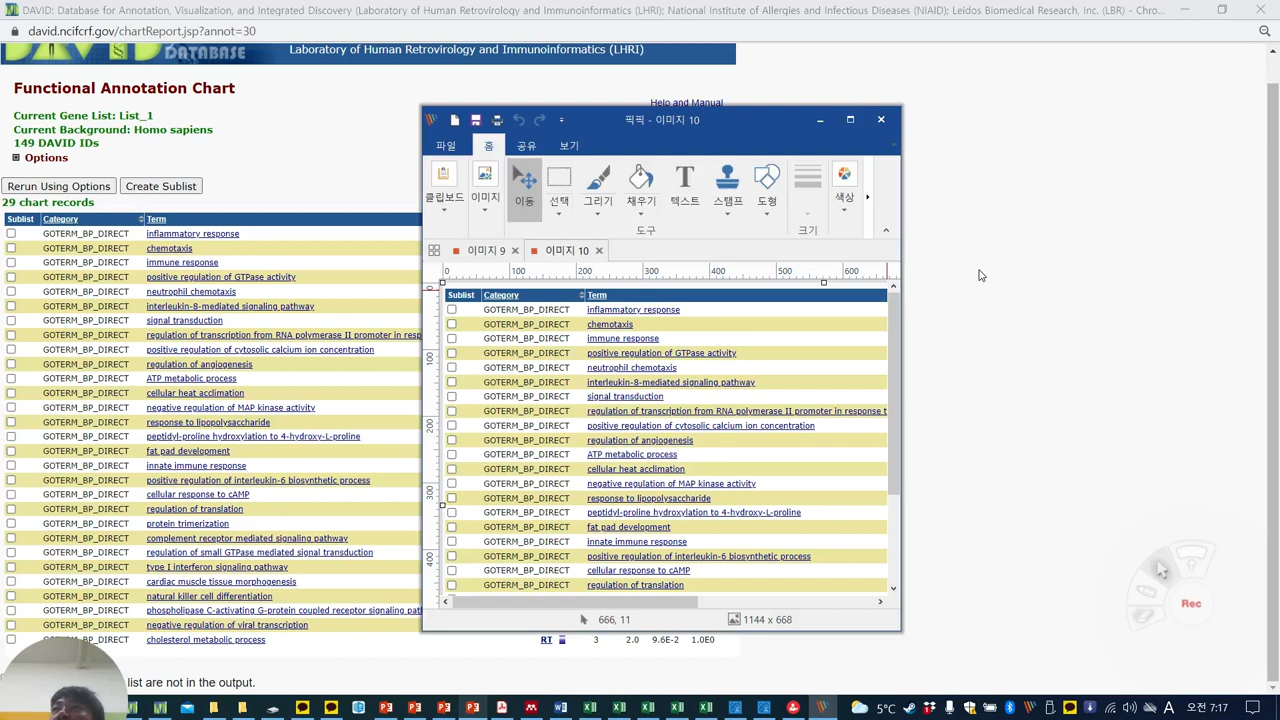 DAVID: Database for Annotation, Visualization, and Integrated Discovery (Laboratory of Human Retrovirology and Immunoinformatics (LHRI); National Institute of Allergies and Infectious Diseases (NIAID); Leidos Biomedical Research, Inc. (LBR) - Chro...
david.ncifcrf.gov/chartReport.jsp?annot=30
DATABASE Laboratory of Human Retrovirology and Immunoinformatics (LHRI)
Functional Annotation Chart
Help and Manual
Current Gene List: List_1
Current Background: Homo sapiens
149 DAVID IDs
Options
Rerun Using Options Create Sublist
29 chart records
Sublist Category Term
GOTERM_BP_DIRECT inflammatory response
GOTERM_BP_DIRECT chemotaxis
GOTERM_BP_DIRECT immune response
GOTERM_BP_DIRECT positive regulation of GTPase activity
GOTERM_BP_DIRECT neutrophil chemotaxis
GOTERM_BP_DIRECT interleukin-8-mediated signaling pathway
GOTERM_BP_DIRECT signal transduction
GOTERM_BP_DIRECT regulation of transcription from RNA polymerase II promoter in resp
GOTERM_BP_DIRECT positive regulation of cytosolic calcium ion concentration
GOTERM_BP_DIRECT regulation of angiogenesis
GOTERM_BP_DIRECT ATP metabolic process
GOTERM_BP_DIRECT cellular heat acclimation
GOTERM_BP_DIRECT negative regulation of MAP kinase activity
GOTERM_BP_DIRECT response to lipopolysaccharide
GOTERM_BP_DIRECT peptidyl-proline hydroxylation to 4-hydroxy-L-proline
GOTERM_BP_DIRECT fat pad development
GOTERM_BP_DIRECT innate immune response
GOTERM_BP_DIRECT positive regulation of interleukin-6 biosynthetic process
GOTERM_BP_DIRECT cellular response to cAMP
GOTERM_BP_DIRECT regulation of translation
GOTERM_BP_DIRECT protein trimerization
GOTERM_BP_DIRECT complement receptor mediated signaling pathway
GOTERM_BP_DIRECT regulation of small GTPase mediated signal transduction
GOTERM_BP_DIRECT type I interferon signaling pathway
GOTERM_BP_DIRECT cardiac muscle tissue morphogenesis
GOTERM_BP_DIRECT natural killer cell differentiation
GOTERM_BP_DIRECT phospholipase C-activating G-protein coupled receptor signaling pat
GOTERM_BP_DIRECT negative regulation of viral transcription
GOTERM_BP_DIRECT cholesterol metabolic process RT 3 2.0 9.6E-2 1.0E0
list are not in the output.
픽픽 - 이미지 10
파일 홈 공유 보기
클립보드 이미지 이동 선택 그리기 채우기 텍스트 스탬프 도형 색상
도구 크기
이미지 9 이미지 10
0 100 200 300 400 500 600
0
100
200
300
400
Sublist Category Term
GOTERM_BP_DIRECT inflammatory response
GOTERM_BP_DIRECT chemotaxis
GOTERM_BP_DIRECT immune response
GOTERM_BP_DIRECT positive regulation of GTPase activity
GOTERM_BP_DIRECT neutrophil chemotaxis
GOTERM_BP_DIRECT interleukin-8-mediated signaling pathway
GOTERM_BP_DIRECT signal transduction
GOTERM_BP_DIRECT regulation of transcription from RNA polymerase II promoter in response t
GOTERM_BP_DIRECT positive regulation of cytosolic calcium ion concentration
GOTERM_BP_DIRECT regulation of angiogenesis
GOTERM_BP_DIRECT ATP metabolic process
GOTERM_BP_DIRECT cellular heat acclimation
GOTERM_BP_DIRECT negative regulation of MAP kinase activity
GOTERM_BP_DIRECT response to lipopolysaccharide
GOTERM_BP_DIRECT peptidyl-proline hydroxylation to 4-hydroxy-L-proline
GOTERM_BP_DIRECT fat pad development
GOTERM_BP_DIRECT innate immune response
GOTERM_BP_DIRECT positive regulation of interleukin-6 biosynthetic process
GOTERM_BP_DIRECT cellular response to cAMP
GOTERM_BP_DIRECT regulation of translation
666, 11 1144 x 668
Rec
5°C A 오전 7:17